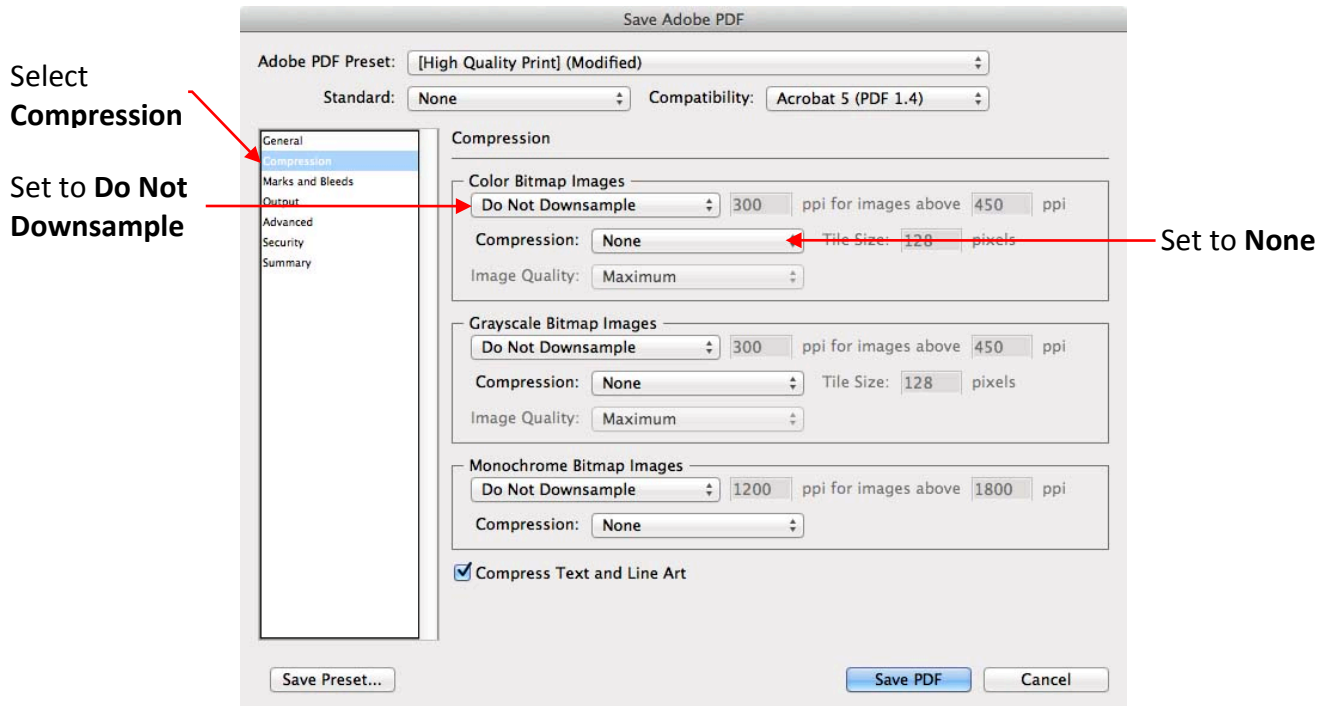 Save Adobe PDF
Adobe PDF Preset: [High Quality Print] (Modified)
Standard: None Compatibility: Acrobat 5 (PDF 1.4)
Select
Compression
Set to Do Not
Downsample
General
Compression
Marks and Bleeds
Output
Advanced
Security
Summary
Compression
Color Bitmap Images
Do Not Downsample 300 ppi for images above 450 ppi
Compression: None Tile Size: 128 pixels
Set to None
Image Quality: Maximum
Grayscale Bitmap Images
Do Not Downsample 300 ppi for images above 450 ppi
Compression: None Tile Size: 128 pixels
Image Quality: Maximum
Monochrome Bitmap Images
Do Not Downsample 1200 ppi for images above 1800 ppi
Compression: None
Compress Text and Line Art
Save Preset... Save PDF Cancel